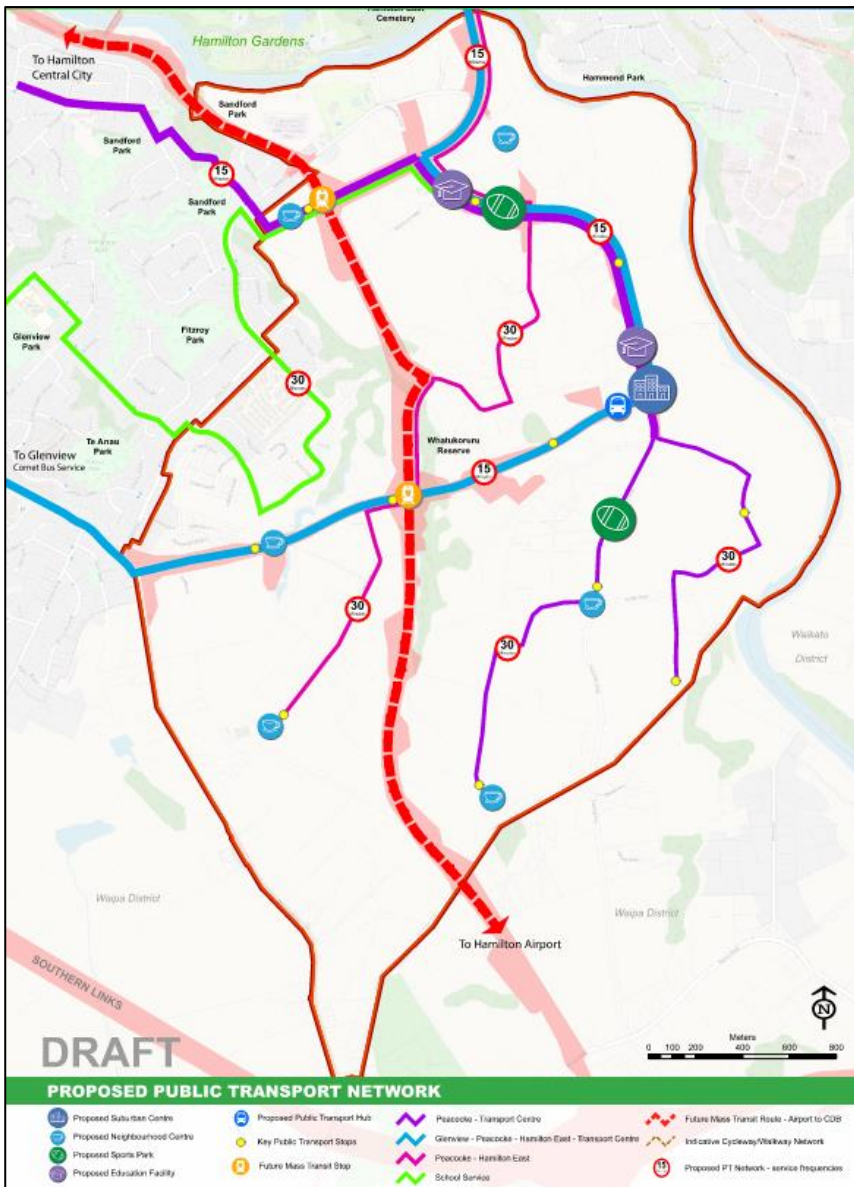 Cemetery
To Hamilton
Central City
Hamilton Gardens
15
Hammond Park
Sandford
Park
Sandford
Park
15
Sandford
Park
15
Glenview
Park
Fitzroy
Park
30
30
Te Anau
Park
Whatukoruru
Reserve
To Glenview
Comet Bus Service
15
30
30
30
Waikato
District
Waipa District
Waipa District
To Hamilton Airport
SOUTHERN LINKS
DRAFT
Meters
0 100 200 400 600 800
PROPOSED PUBLIC TRANSPORT NETWORK
Proposed Suburban Centre
Proposed Neighbourhood Centre
Proposed Sports Park
Proposed Education Facility
Proposed Public Transport Hub
Key Public Transport Stops
Future Mass Transit Stop
Peacocke - Transport Centre
Glenview - Peacocke - Hamilton East - Transport Centre
Peacocke - Hamilton East
School Service
Future Mass Transit Route - Airport to CDB
Indicative Cycleway/Walkway Network
15
Proposed PT Network - service frequencies